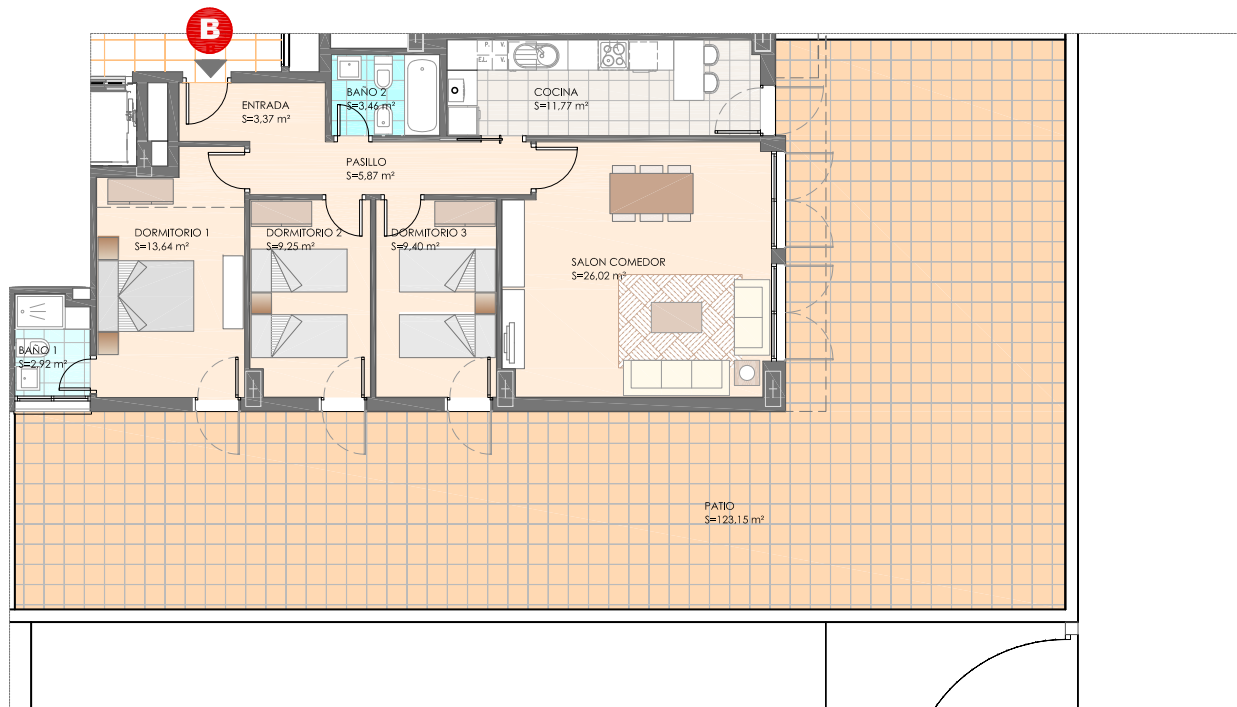 B
ENTRADA
S=3,37 m²
BAÑO 2
S=3,46 m²
P. V.
E.L. V.
COCINA
S=11,77 m²
PASILLO
S=5,87 m²
DORMITORIO 1
S=13,64 m²
DORMITORIO 2
S=9,25 m²
DORMITORIO 3
S=9,40 m²
SALON COMEDOR
S=26,02 m²
BAÑO 1
S=2,92 m²
PATIO
S=123,15 m²